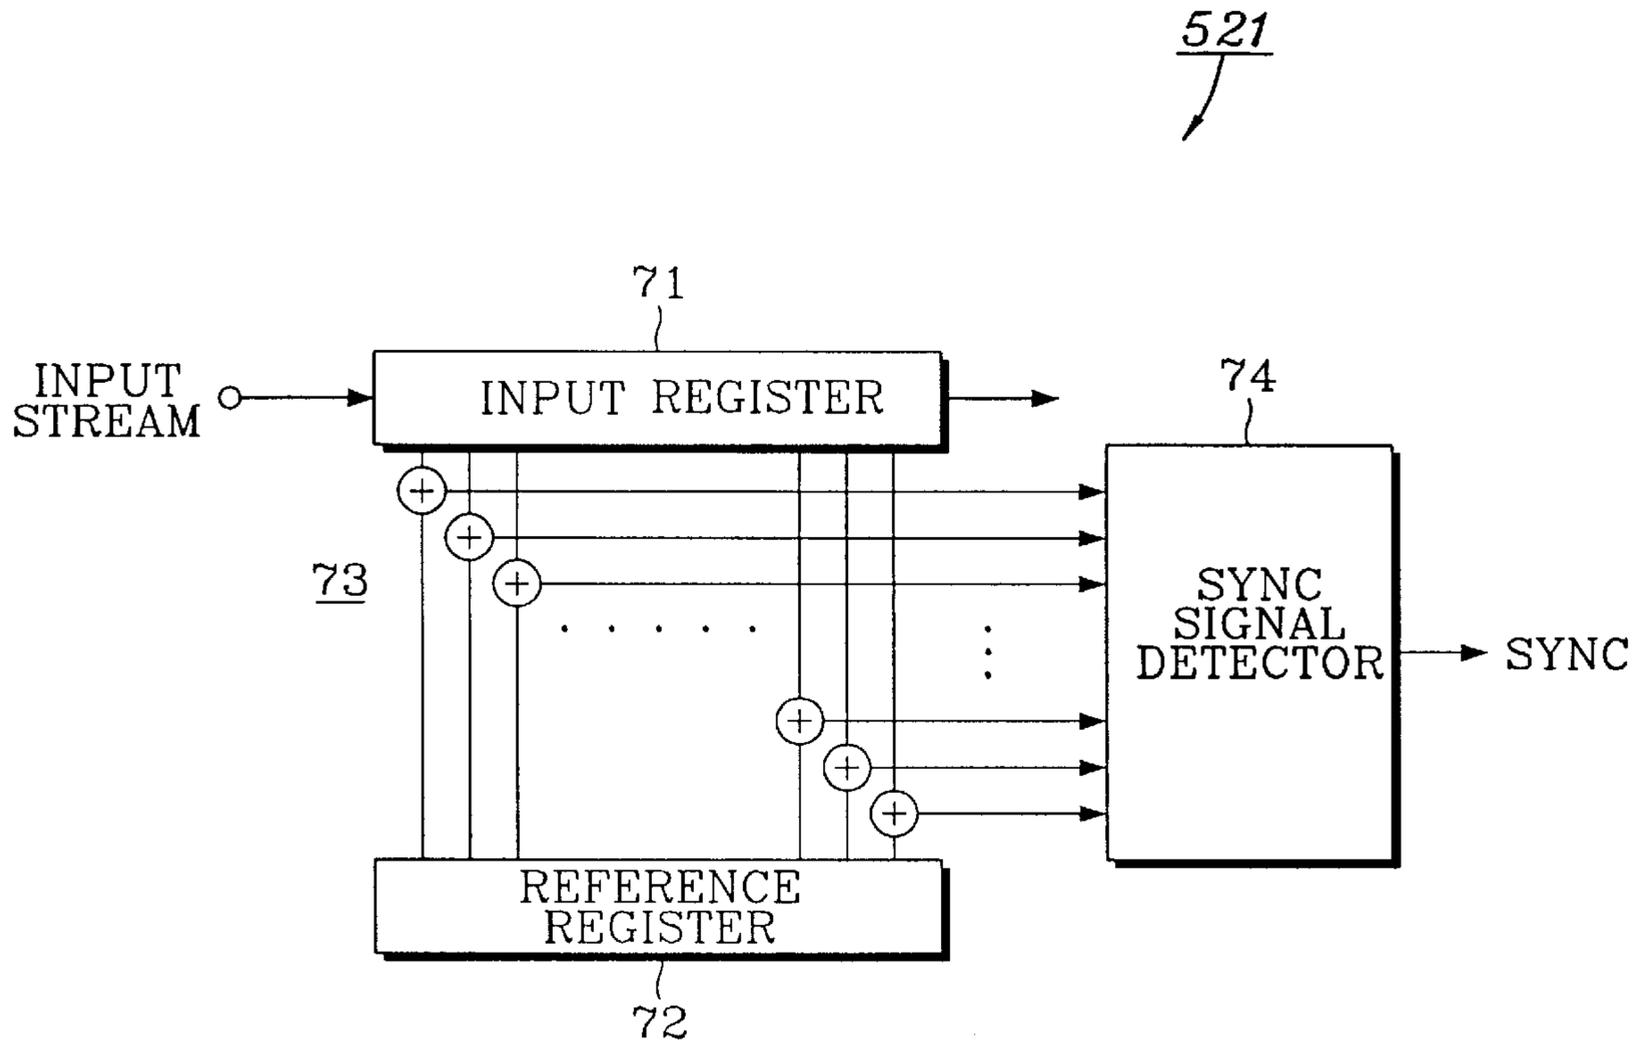 521
71
INPUT
STREAM
INPUT REGISTER
74
73
SYNC
SIGNAL
DETECTOR
SYNC
REFERENCE
REGISTER
72